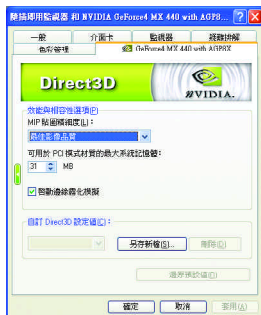 隨插即用監視器 和 NVIDIA GeForce4 MX 440 with AGP8...
一般
介面卡
監視器
疑難排解
色彩管理
GeForce4 MX 440 with AGP8X
Direct3D
NVIDIA.
效能與相容性選項(P)
MIP 貼圖細緻度(L):
最佳影像品質
可用於 PCI 模式材質的最大系統記憶體:
31 MB
啟動邊緣霧化模擬
自訂 Direct3D 設定值(C):
另存新檔(S)...
刪除(D)
還原預設值(O)
確定
取消
套用(A)